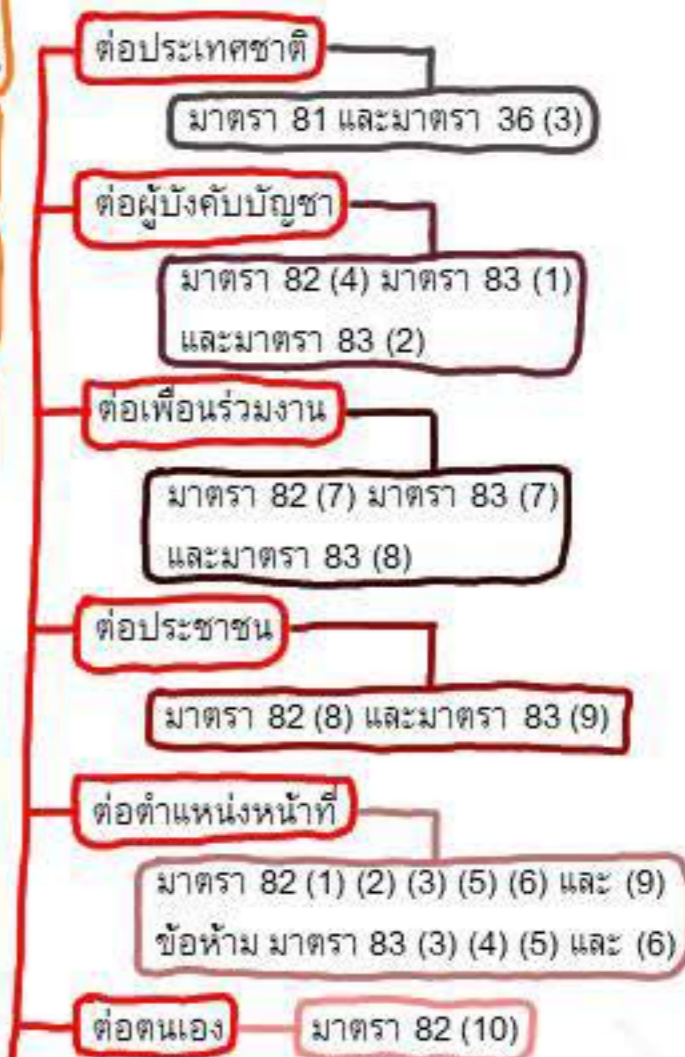 ต่อประเทศชาติ
มาตรา 81 และมาตรา 36 (3)
ต่อผู้บังคับบัญชา
มาตรา 82 (4) มาตรา 83 (1)
และมาตรา 83 (2)
ต่อเพื่อนร่วมงาน
มาตรา 82 (7) มาตรา 83 (7)
และมาตรา 83 (8)
ต่อประชาชน
มาตรา 82 (8) และมาตรา 83 (9)
ต่อตำแหน่งหน้าที่
มาตรา 82 (1) (2) (3) (5) (6) และ (9)
ข้อห้าม มาตรา 83 (3) (4) (5) และ (6)
ต่อตนเอง
มาตรา 82 (10)